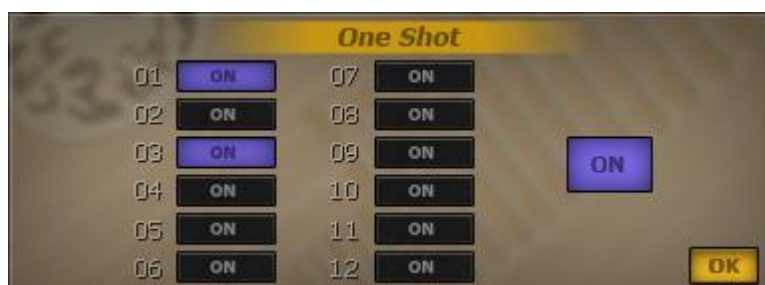 One Shot
01 ON 07 ON
02 ON 08 ON
03 ON 09 ON
ON
04 ON 10 ON
05 ON 11 ON
06 ON 12 ON
OK